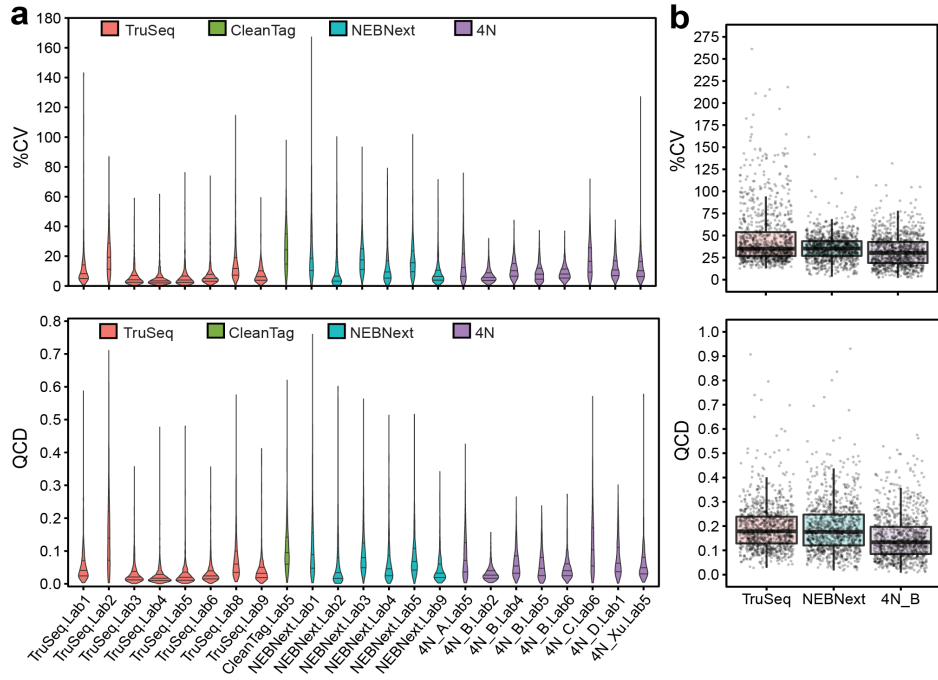 a
%CV
180
160
140
120
100
80
60
40
20
0
TruSeq CleanTag NEBNext 4N
QCD
0.8
0.7
0.6
0.5
0.4
0.3
0.2
0.1
0.0
TruSeq CleanTag NEBNext 4N
TruSeq.Lab1
TruSeq.Lab2
TruSeq.Lab3
TruSeq.Lab4
TruSeq.Lab5
TruSeq.Lab6
TruSeq.Lab8
TruSeq.Lab9
CleanTag.Lab5
NEBNext.Lab1
NEBNext.Lab2
NEBNext.Lab3
NEBNext.Lab4
NEBNext.Lab5
NEBNext.Lab9
4N_A.Lab5
4N_B.Lab2
4N_B.Lab4
4N_B.Lab5
4N_B.Lab6
4N_C.Lab6
4N_D.Lab1
4N_Xu.Lab5
b
%CV
275
250
225
200
175
150
125
100
75
50
25
0
QCD
1.0
0.9
0.8
0.7
0.6
0.5
0.4
0.3
0.2
0.1
0.0
TruSeq NEBNext 4N_B